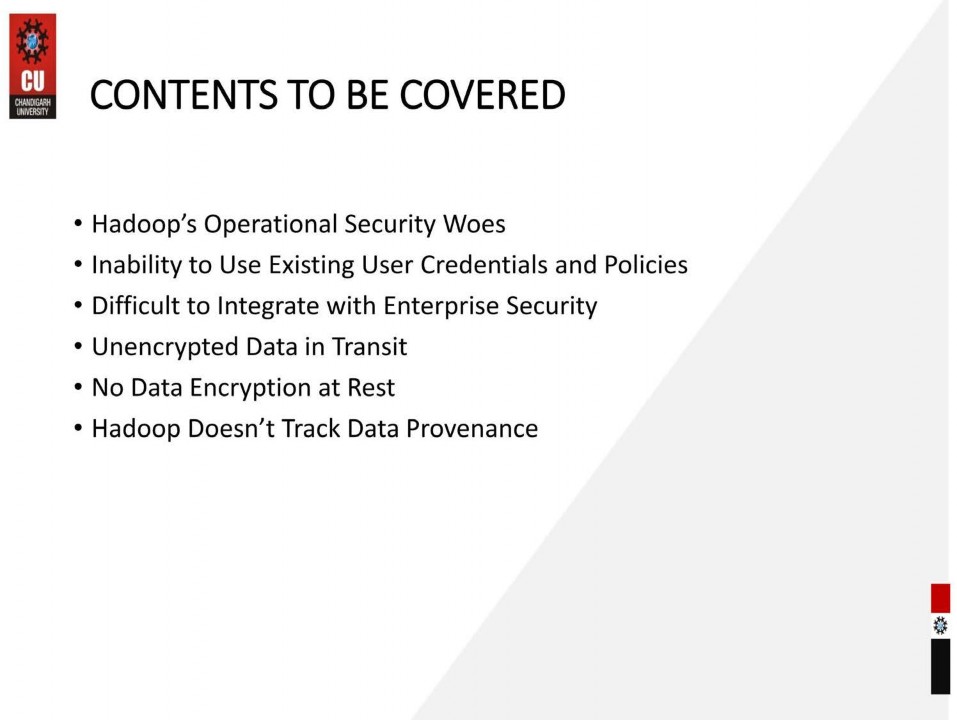 CU
CHANDIGARH
UNIVERSITY
CONTENTS TO BE COVERED
• Hadoop’s Operational Security Woes
• Inability to Use Existing User Credentials and Policies
• Difficult to Integrate with Enterprise Security
• Unencrypted Data in Transit
• No Data Encryption at Rest
• Hadoop Doesn’t Track Data Provenance